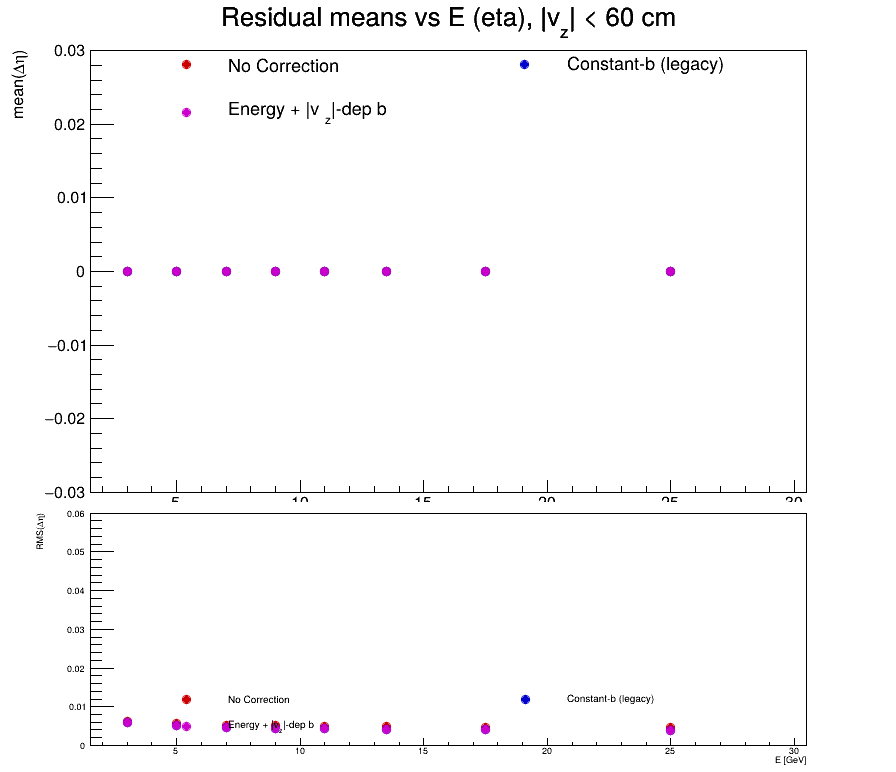 Residual means vs E (eta), |v_z| < 60 cm
mean(Δη)
0.03
No Correction
Constant-b (legacy)
Energy + |v_z|-dep b
0.02
0.01
0
−0.01
−0.02
−0.03
5 10 15 20 25 30
RMS(Δη)
0.06
0.05
0.04
0.03
0.02
0.01
No Correction
Constant-b (legacy)
Energy + |v_z|-dep b
0
5 10 15 20 25 30
E [GeV]